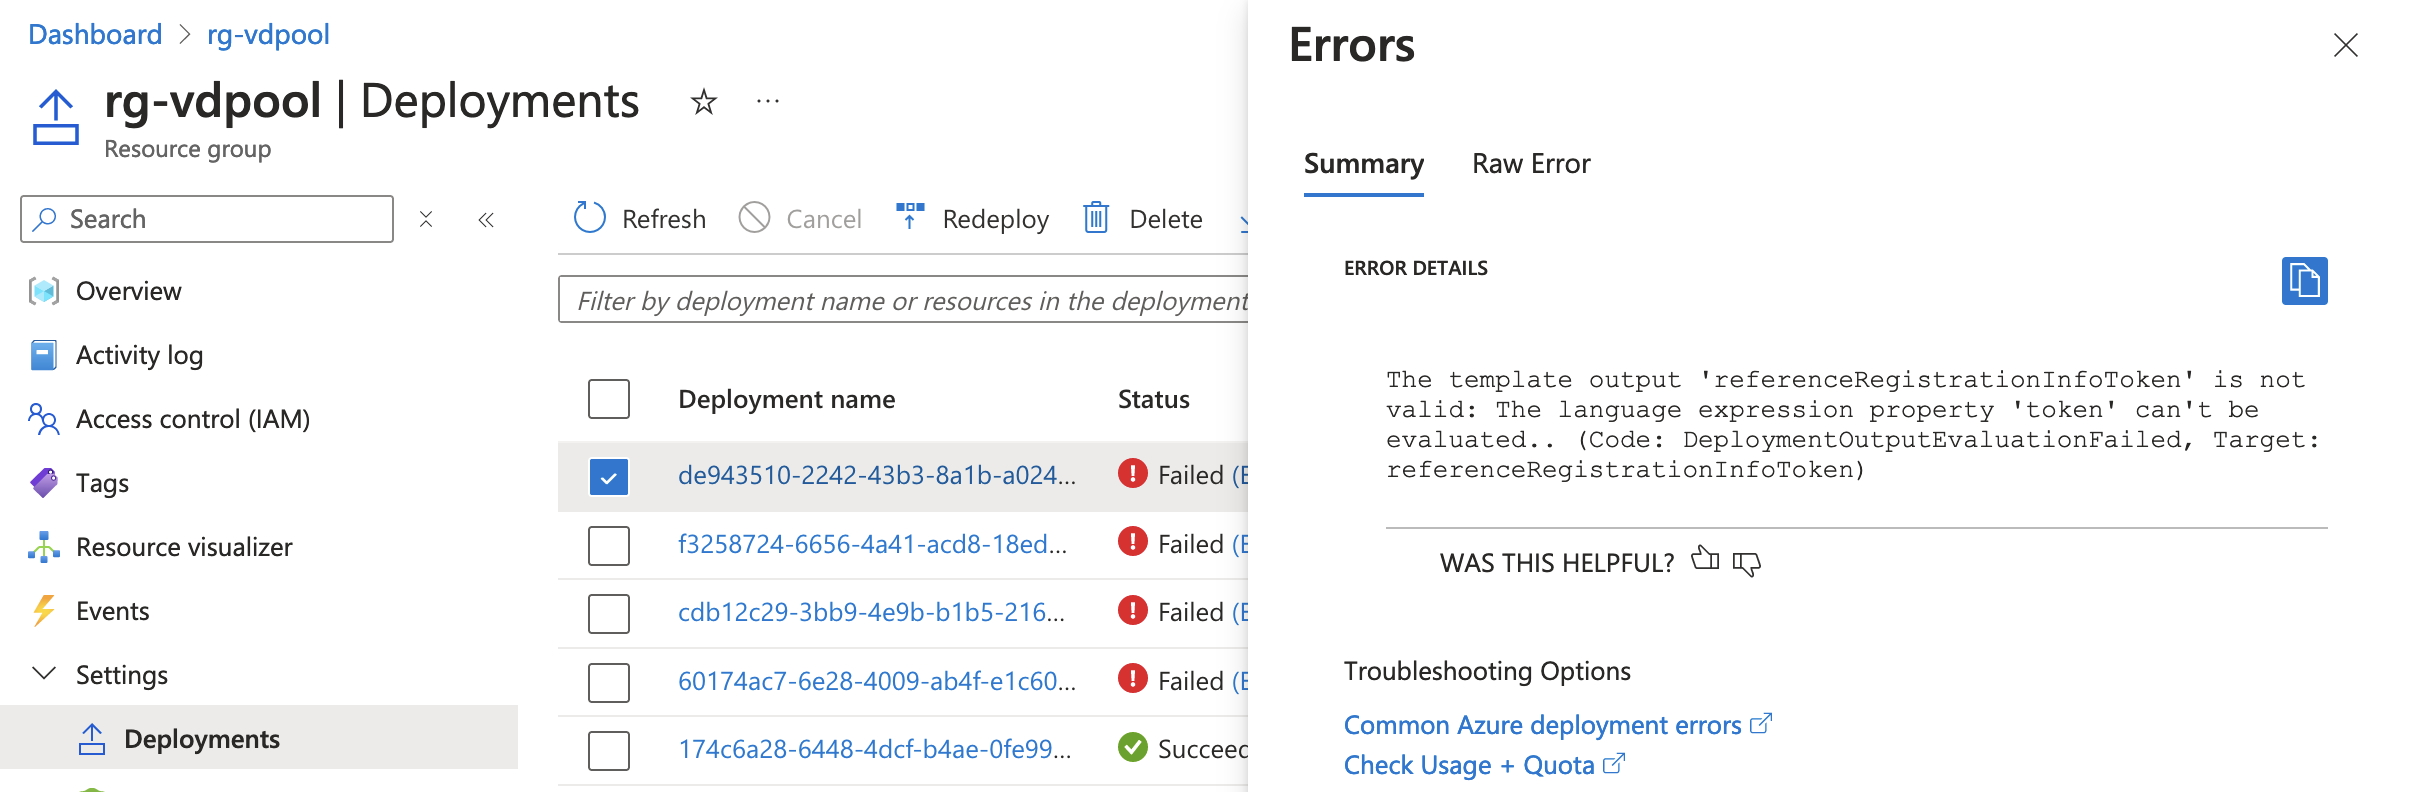 Dashboard > rg-vdpool
rg-vdpool | Deployments
Resource group
Search
Overview
Activity log
Access control (IAM)
Tags
Resource visualizer
Events
Settings
Deployments
Refresh Cancel Redeploy Delete
Filter by deployment name or resources in the deployment
Deployment name Status
de943510-2242-43b3-8a1b-a024... Failed (E
f3258724-6656-4a41-acd8-18ed... Failed (E
cdb12c29-3bb9-4e9b-b1b5-216... Failed (E
60174ac7-6e28-4009-ab4f-e1c60... Failed (E
174c6a28-6448-4dcf-b4ae-0fe99... Succeed
Errors
Summary Raw Error
ERROR DETAILS
The template output 'referenceRegistrationInfoToken' is not
valid: The language expression property 'token' can't be
evaluated.. (Code: DeploymentOutputEvaluationFailed, Target:
referenceRegistrationInfoToken)
WAS THIS HELPFUL?
Troubleshooting Options
Common Azure deployment errors
Check Usage + Quota